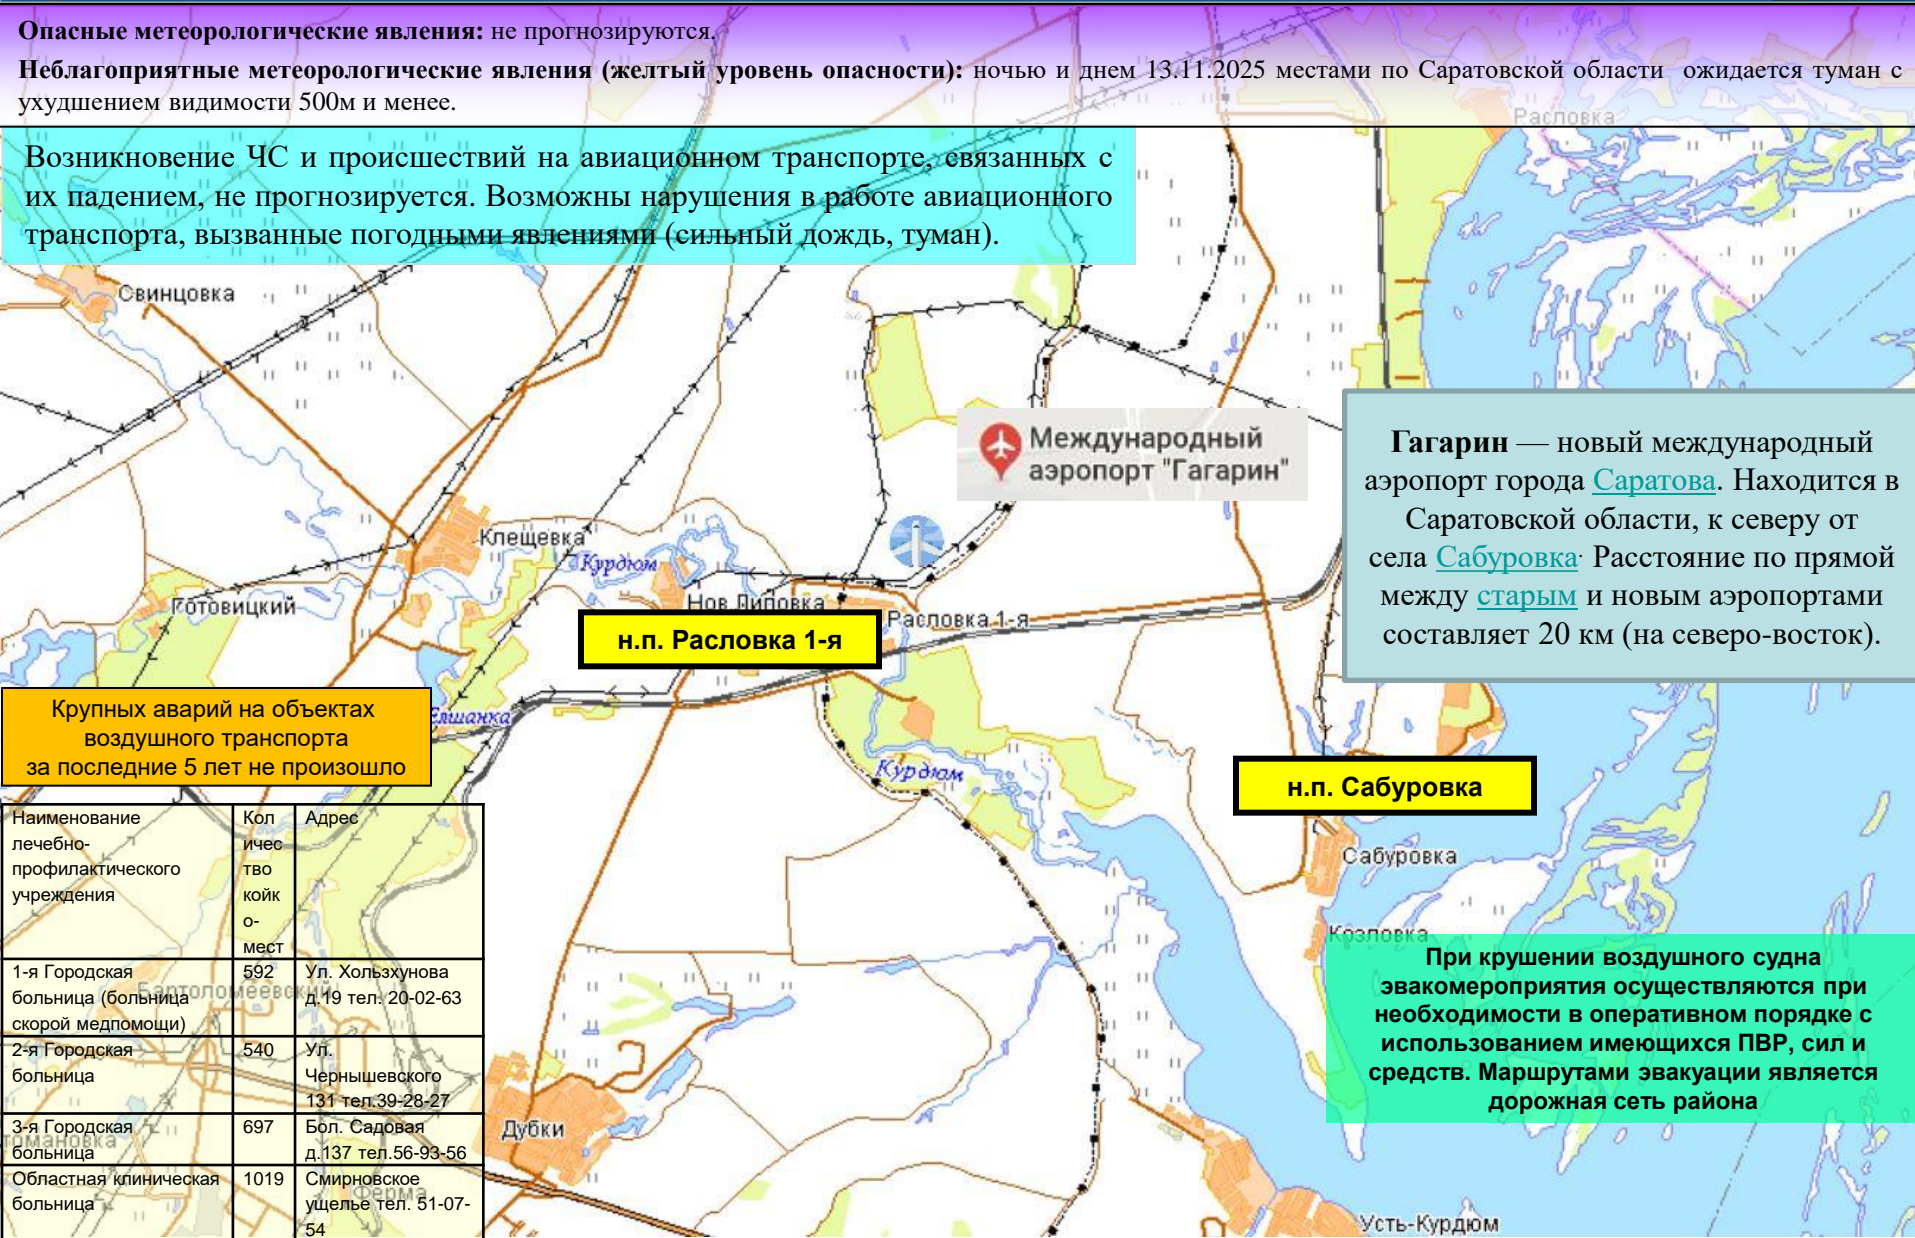 Опасные метеорологические явления: не прогнозируются.
Неблагоприятные метеорологические явления (желтый уровень опасности): ночью и днем 13.11.2025 местами по Саратовской области ожидается туман с
ухудшением видимости 500м и менее.
Расловка
Возникновение ЧС и происшествий на авиационном транспорте, связанных с
их падением, не прогнозируется. Возможны нарушения в работе авиационного
транспорта, вызванные погодными явлениями (сильный дождь, туман).
Свинцовка
Международный
аэропорт "Гагарин"
Гагарин — новый международный
аэропорт города Саратова. Находится в
Саратовской области, к северу от
села Сабуровка. Расстояние по прямой
между старым и новым аэропортами
составляет 20 км (на северо-восток).
Клещевка
Курдюм
Готовицкий
Нов.Липовка
Расловка 1-я
н.п. Расловка 1-я
Елшанка
Крупных аварий на объектах
воздушного транспорта
за последние 5 лет не произошло
Курдюм
н.п. Сабуровка
Сабуровка
Козловка
Наименование
лечебно-
профилактического
учреждения
Кол
ичес
тво
койк
о-
мест
Адрес
1-я Городская
больница (больница
скорой медпомощи)
592
Ул. Хользхунова
д.19 тел. 20-02-63
Бартоломеевский
2-я Городская
больница
540
Ул.
Чернышевского
131 тел.39-28-27
3-я Городская
больница
697
Бол. Садовая
д.137 тел.56-93-56
Областная клиническая
больница
1019
Смирновское
ущелье тел. 51-07-
54
Ферма
Дубки
При крушении воздушного судна
эвакомероприятия осуществляются при
необходимости в оперативном порядке с
использованием имеющихся ПВР, сил и
средств. Маршрутами эвакуации является
дорожная сеть района
Усть-Курдюм